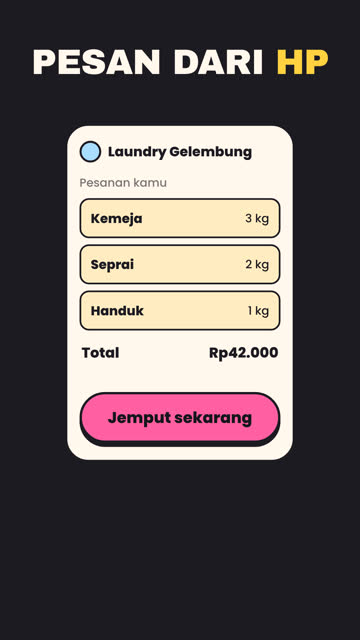 PESAN DARI HP
Laundry Gelembung
Pesanan kamu
Kemeja 3 kg
Seprai 2 kg
Handuk 1 kg
Total Rp42.000
Jemput sekarang